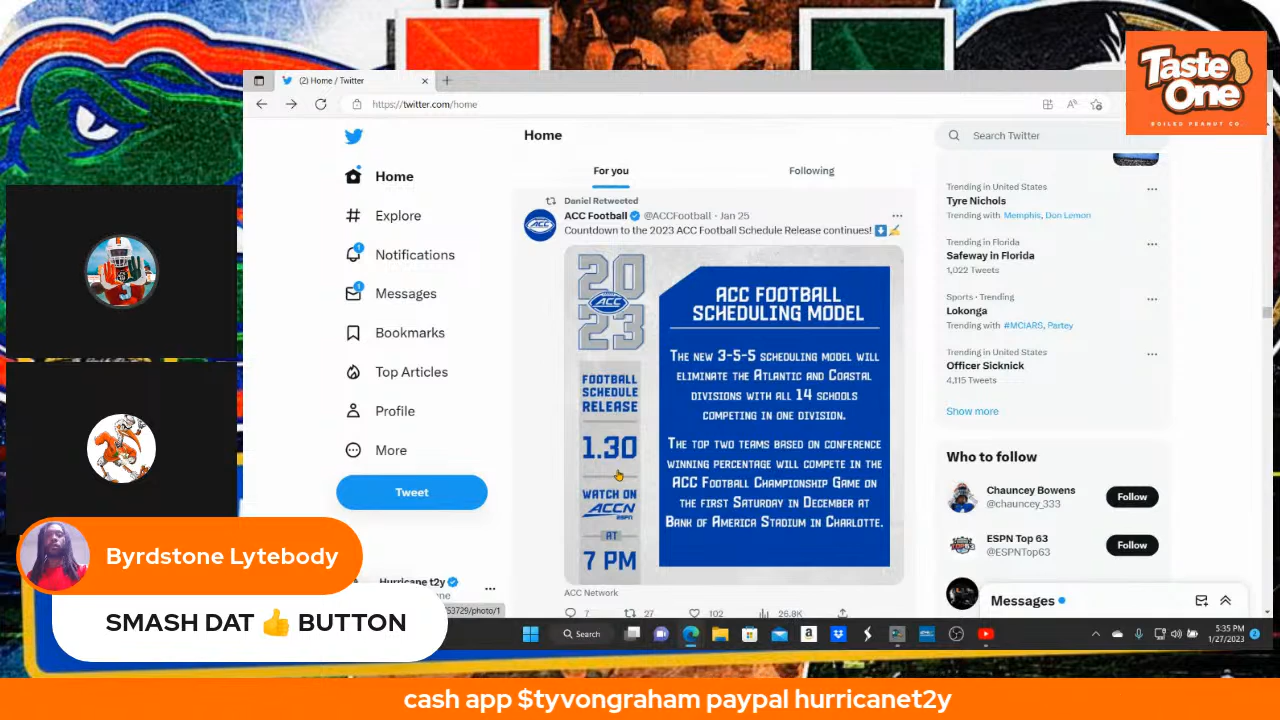 Taste
One
BOILED PEANUT CO.
(2) Home / Twitter
https://twitter.com/home
Home
Search Twitter
For you
Following
Home
Explore
Notifications
1
Messages
1
Bookmarks
Top Articles
Profile
More
Tweet
Hurricane t2y
Daniel Retweeted
ACC Football @ACCFootball · Jan 25
Countdown to the 2023 ACC Football Schedule Release continues! ⬇️✍️
20
ACC
23
FOOTBALL
SCHEDULE
RELEASE
1.30
WATCH ON
ACCN
ESPN
AT
7 PM
ACC FOOTBALL
SCHEDULING MODEL
THE NEW 3-5-5 SCHEDULING MODEL WILL
ELIMINATE THE ATLANTIC AND COASTAL
DIVISIONS WITH ALL 14 SCHOOLS
COMPETING IN ONE DIVISION.
THE TOP TWO TEAMS BASED ON CONFERENCE
WINNING PERCENTAGE WILL COMPETE IN THE
ACC FOOTBALL CHAMPIONSHIP GAME ON
THE FIRST SATURDAY IN DECEMBER AT
BANK OF AMERICA STADIUM IN CHARLOTTE.
ACC Network
7 27 102 26.8K
53729/photo/1
Trending in United States
Tyre Nichols
Trending with Memphis, Don Lemon
Trending in Florida
Safeway in Florida
1,022 Tweets
Sports · Trending
Lokonga
Trending with #MCIARS, Partey
Trending in United States
Officer Sicknick
4,115 Tweets
Show more
Who to follow
Chauncey Bowens
@chauncey_333
Follow
ESPN Top 63
@ESPNTop63
Follow
Messages
Search
5:35 PM
1/27/2023
Byrdstone Lytebody
SMASH DAT 👍 BUTTON
cash app $tyvongraham paypal hurricanet2y